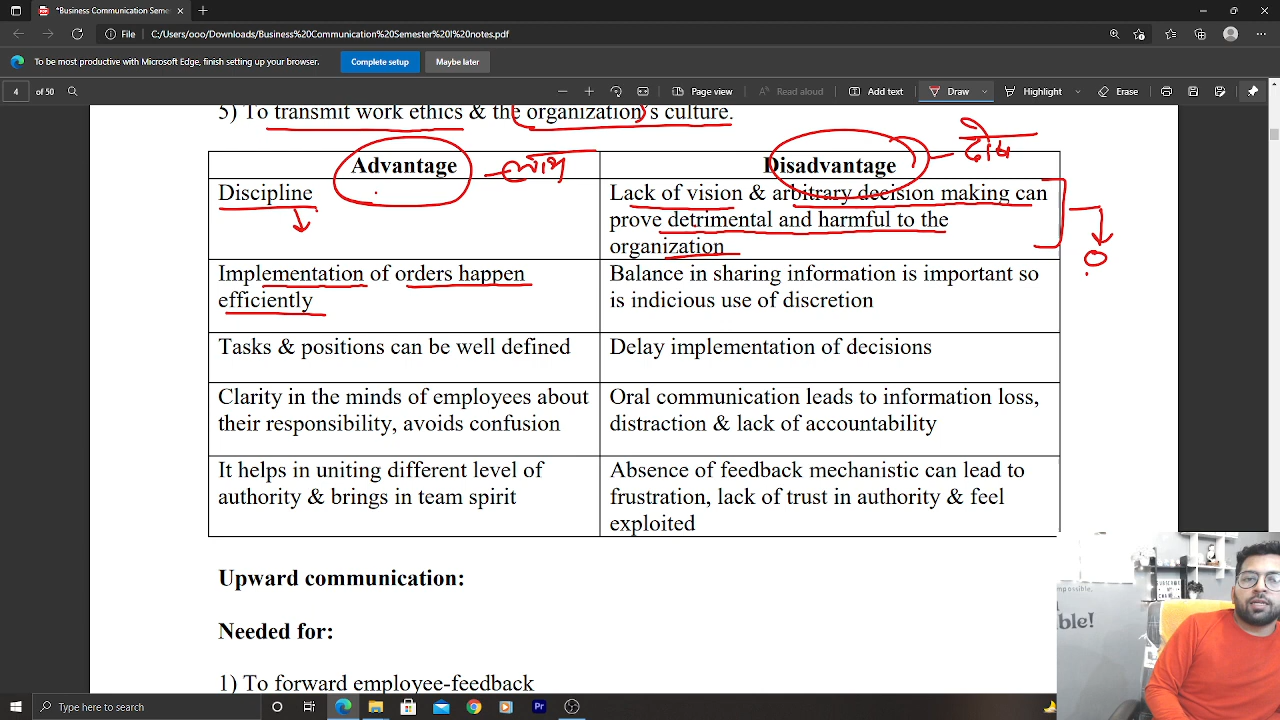 *Business Communication Seme
File
C:/Users/ooo/Downloads/Business%20Communication%20Semester%20I%20notes.pdf
To be most productive with Microsoft Edge, finish setting up your browser.
Complete setup
Maybe later
4 of 50
Page view
Read aloud
Add text
Draw
Highlight
Erase
5) To transmit work ethics & the organization's culture.
Advantage
Disadvantage
Discipline
Lack of vision & arbitrary decision making can
prove detrimental and harmful to the
organization
Implementation of orders happen
efficiently
Balance in sharing information is important so
is indicious use of discretion
Tasks & positions can be well defined
Delay implementation of decisions
Clarity in the minds of employees about
their responsibility, avoids confusion
Oral communication leads to information loss,
distraction & lack of accountability
It helps in uniting different level of
authority & brings in team spirit
Absence of feedback mechanistic can lead to
frustration, lack of trust in authority & feel
exploited
Upward communication:
Needed for:
1) To forward employee-feedback
Type here to search